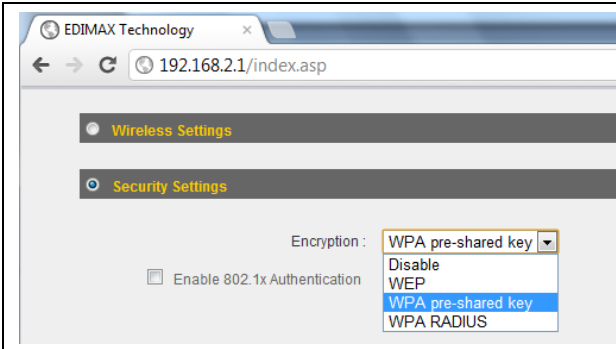 EDIMAX Technology
192.168.2.1/index.asp
Wireless Settings
Security Settings
Encryption : WPA pre-shared key
Disable
Enable 802.1x Authentication
WEP
WPA pre-shared key
WPA RADIUS